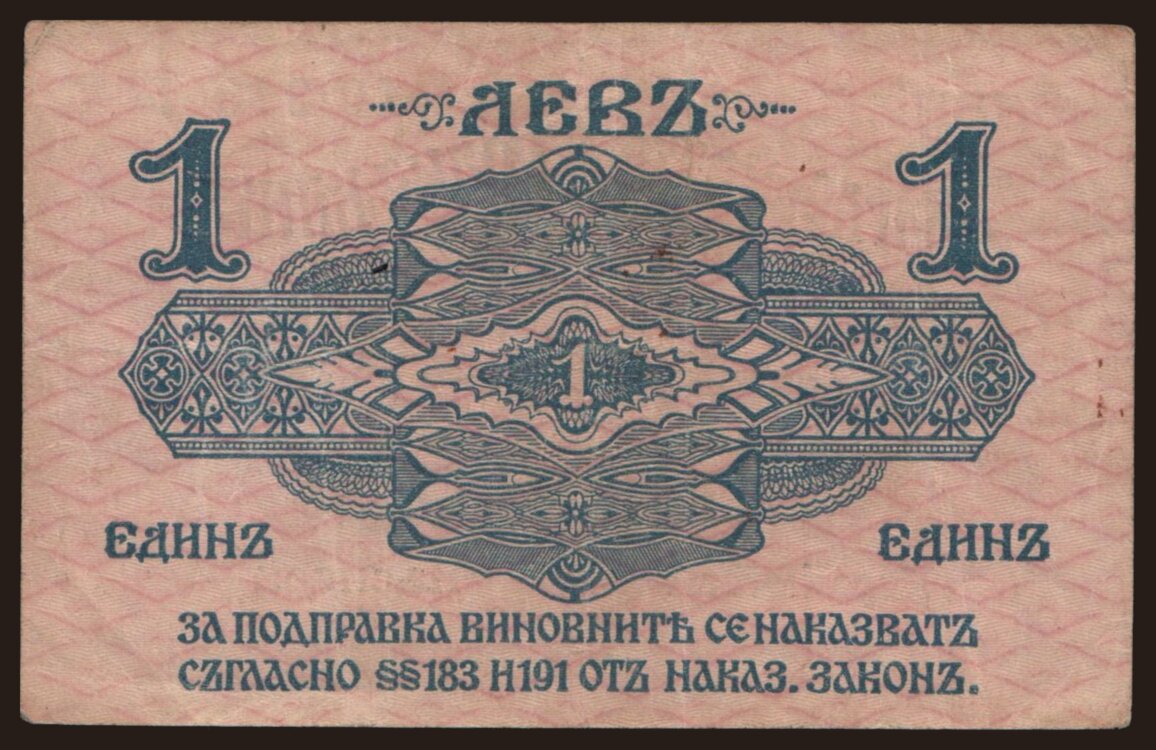 ЛЕВЪ
1 1
1
ЕДИНЪ ЕДИНЪ
ЗА ПОДПРАВКА ВИНОВНИТѢ СЕ НАКАЗВАТЪ
СЪГЛАСНО §§ 183 И 191 ОТЪ НАКАЗ. ЗАКОНЪ.